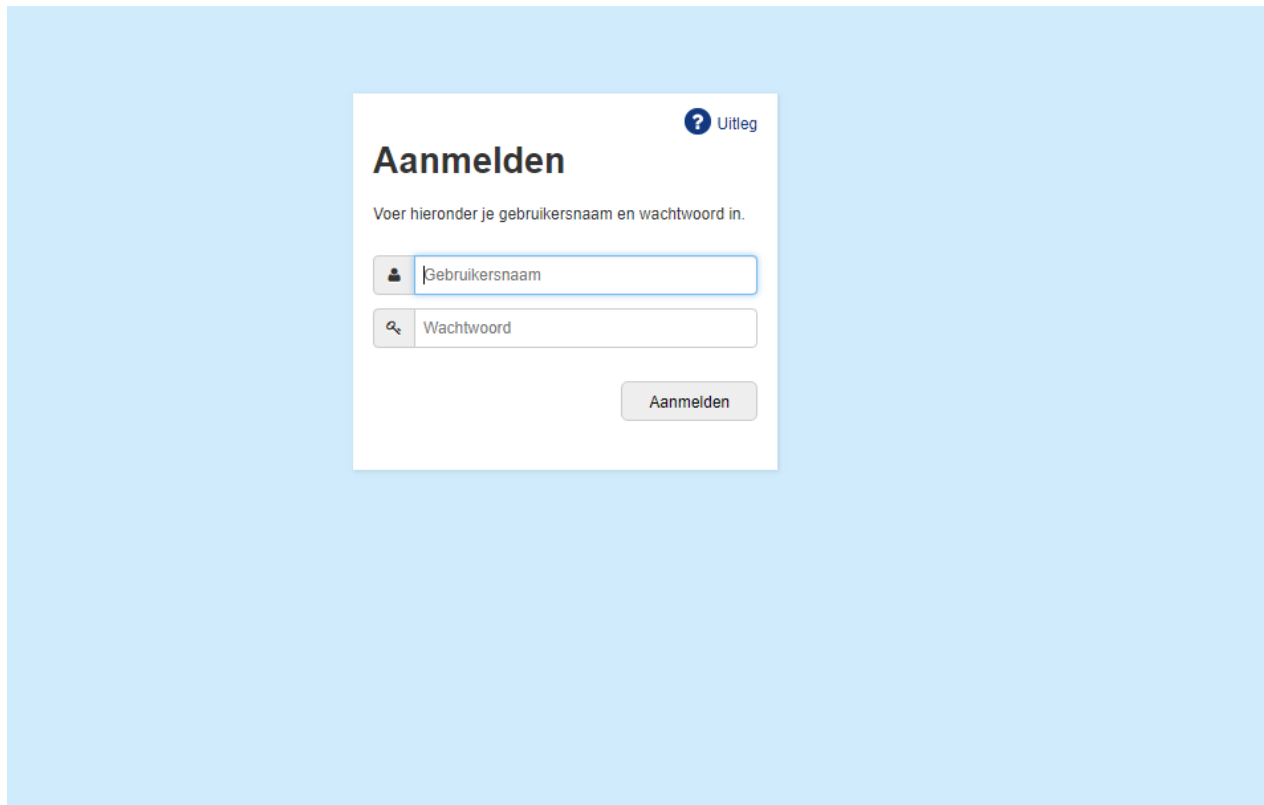 Uitleg
Aanmelden
Voer hieronder je gebruikersnaam en wachtwoord in.
Gebruikersnaam
Wachtwoord
Aanmelden